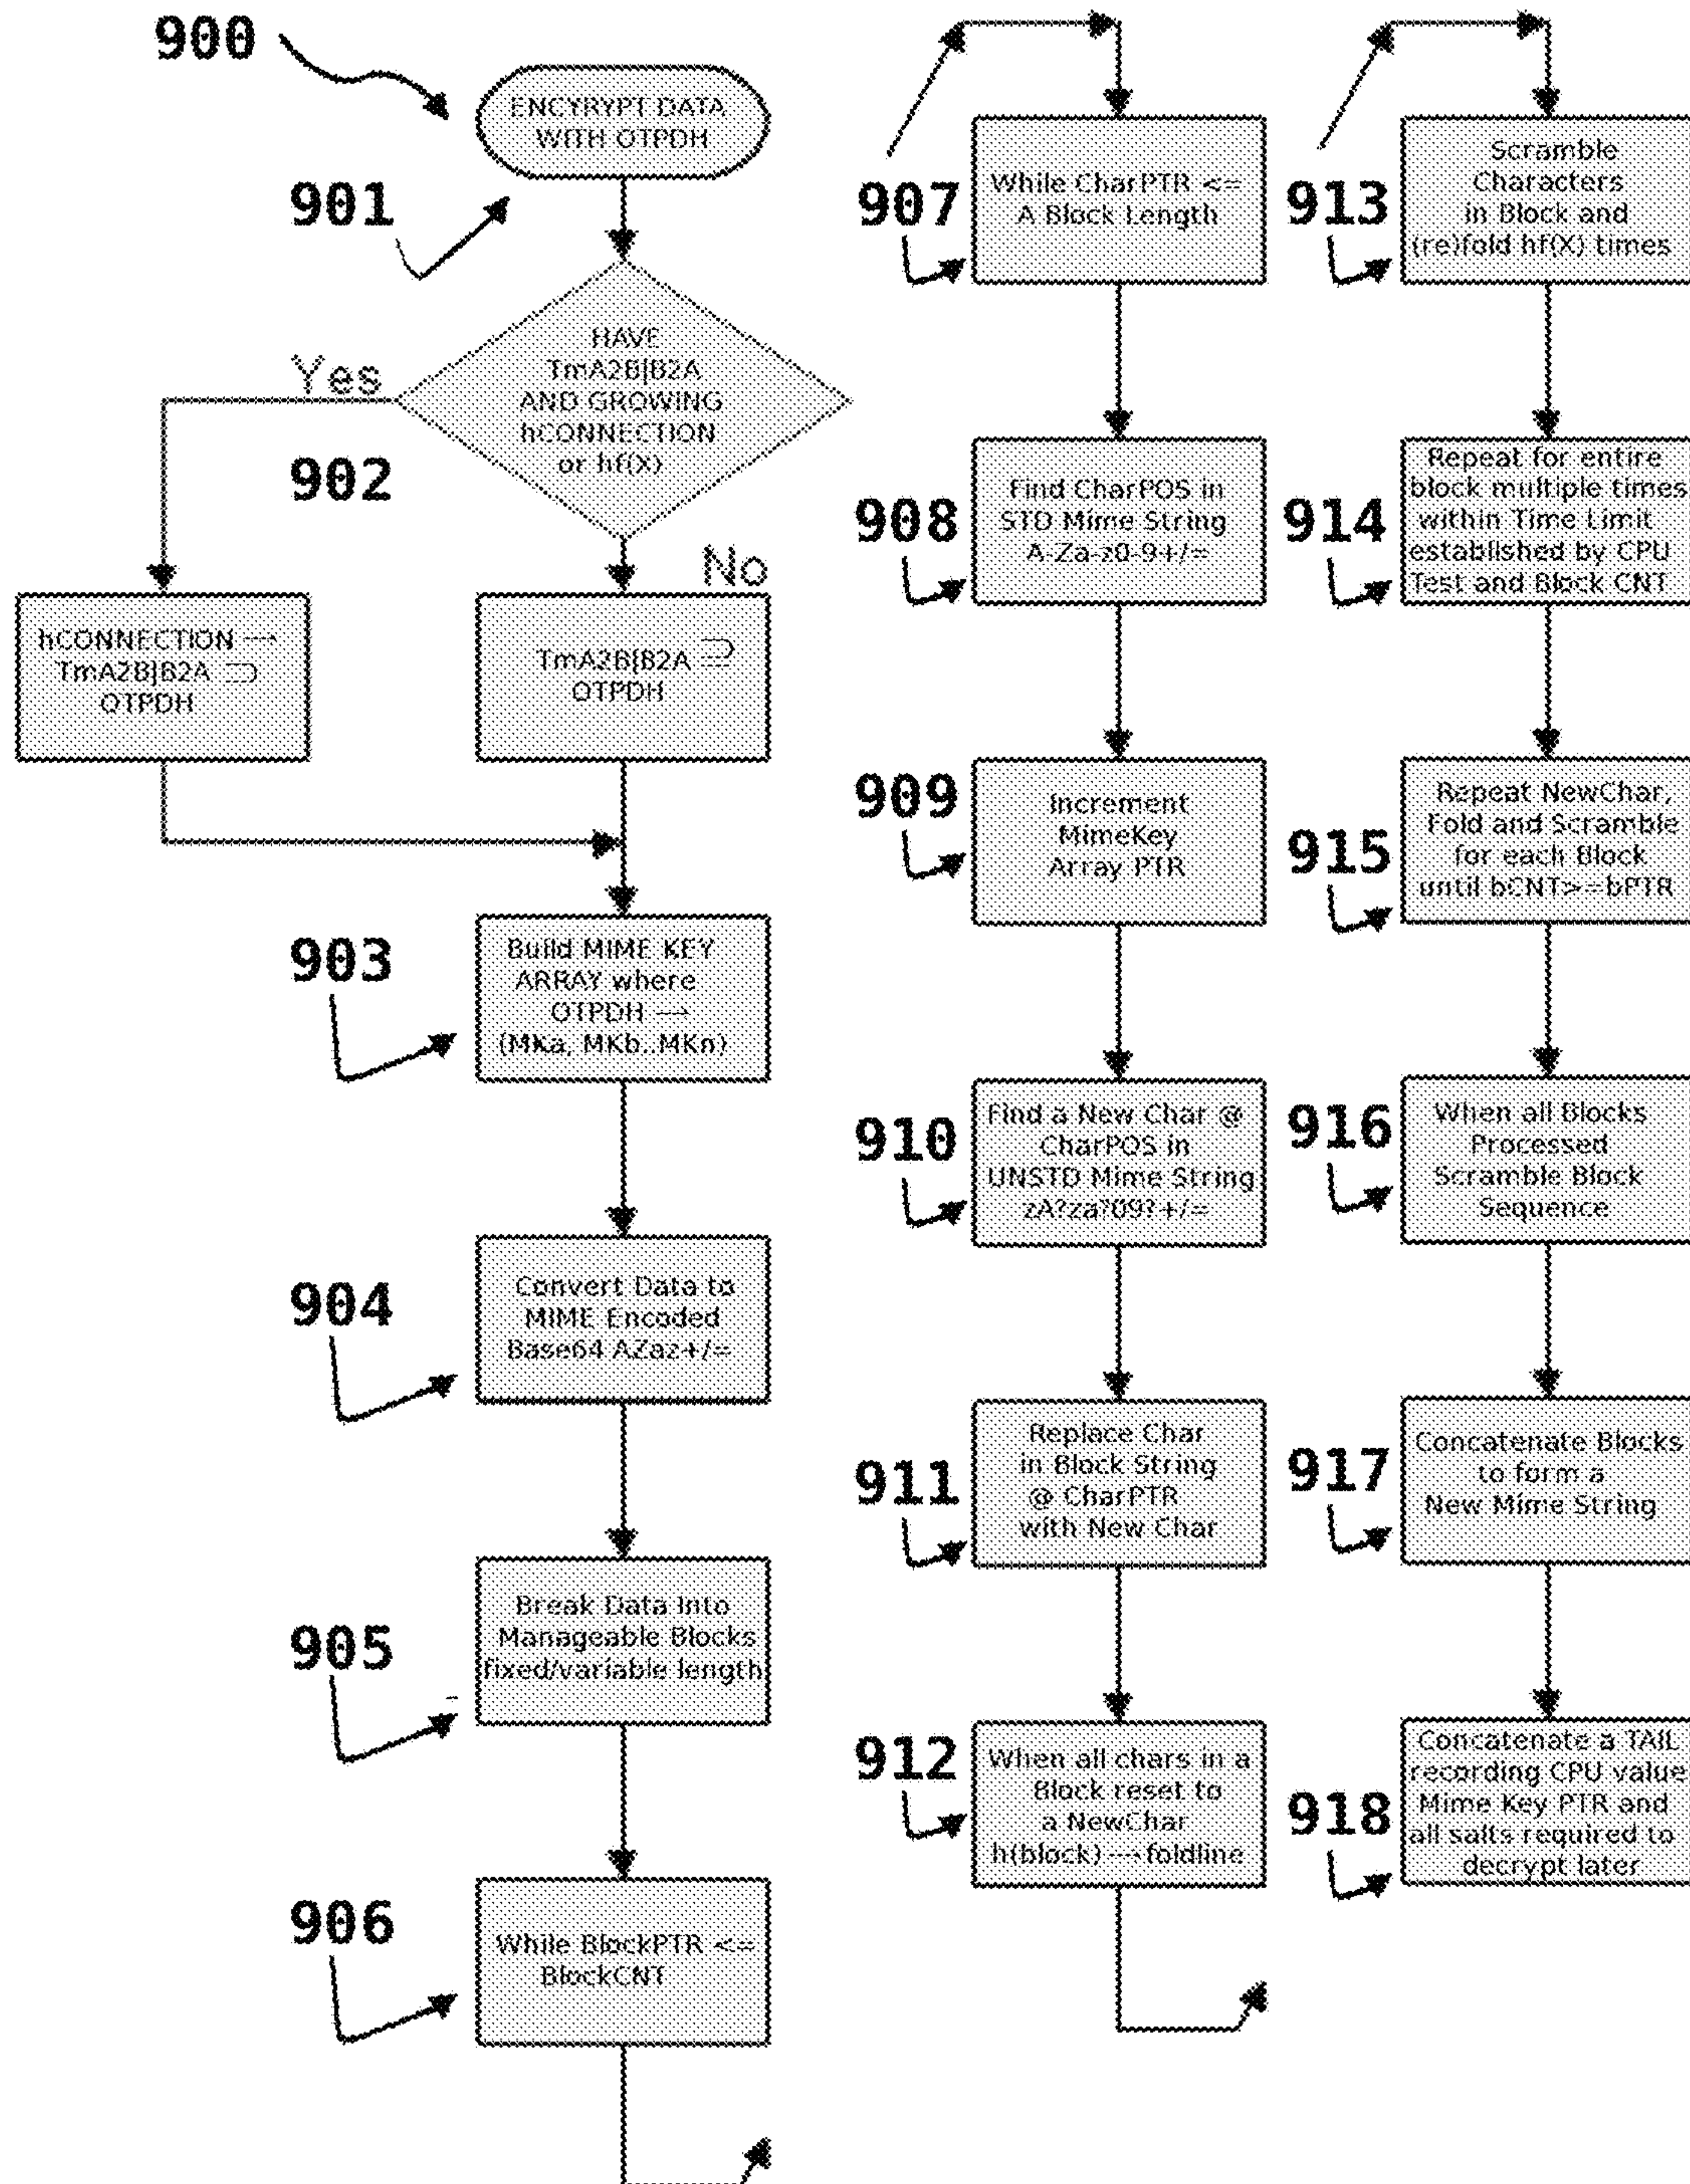 900
ENCYRYPT DATA
WITH OTPDH
901
HAVE
TmA2B|B2A
AND GROWING
hCONNECTION
or hf(X)
Yes
902
No
hCONNECTION →
TmA2B|B2A ⊃
OTPDH
TmA2B|B2A
OTPDH
903
Build MIME KEY
ARRAY where
OTPDH →
(MKa, MKb..MKn)
904
Convert Data to
MIME Encoded
Base64 AZaz+/=
905
Break Data Into
Manageable Blocks
fixed/variable length
906
While BlockPTR <=
BlockCNT
907
While CharPTR <=
A Block Length
908
Find CharPOS in
STD Mime String
A-Za-z0-9+/=
909
Increment
MimeKey
Array PTR
910
Find a New Char @
CharPOS in
UNSTD Mime String
zA?za?09?+/=
911
Replace Char
in Block String
@ CharPTR
with New Char
912
When all chars in a
Block reset to
a NewChar
h(block) →foldline
913
Scramble
Characters
in Block and
(re)fold hf(X) times
914
Repeat for entire
block multiple times
within Time Limit
established by CPU
Test and Block CNT
915
Repeat NewChar,
Fold and Scramble
for each Block
until bCNT>=bPTR
916
When all Blocks
Processed
Scramble Block
Sequence
917
Concatenate Blocks
to form a
New Mime String
918
Concatenate a TAIL
recording CPU value
Mime Key PTR and
all salts required to
decrypt later